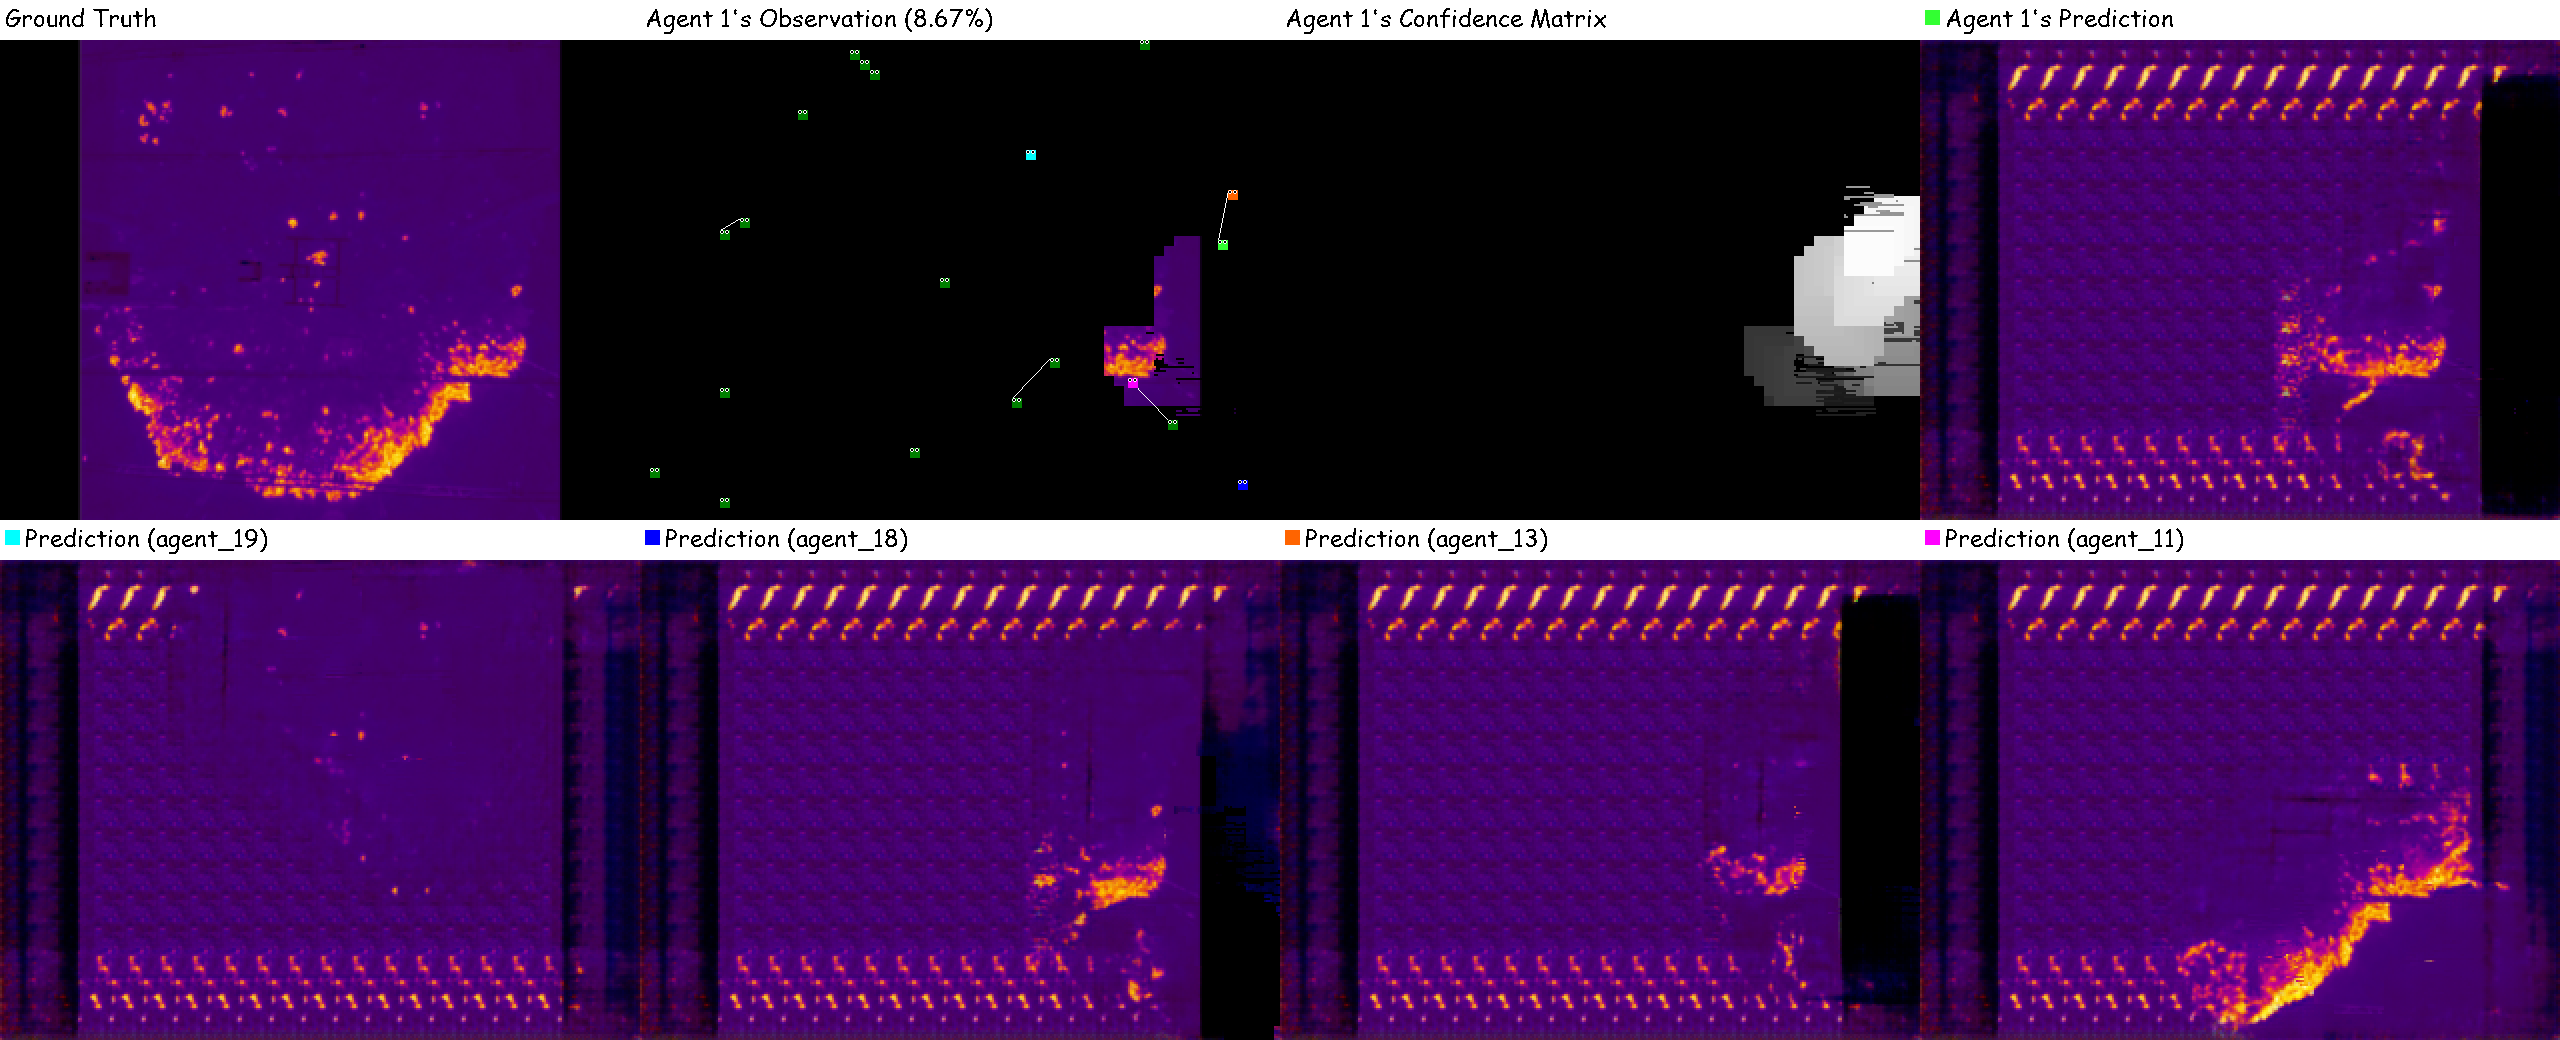 Ground Truth
Agent 1's Observation (8.67%)
Agent 1's Confidence Matrix
Agent 1's Prediction
Prediction (agent_19)
Prediction (agent_18)
Prediction (agent_13)
Prediction (agent_11)